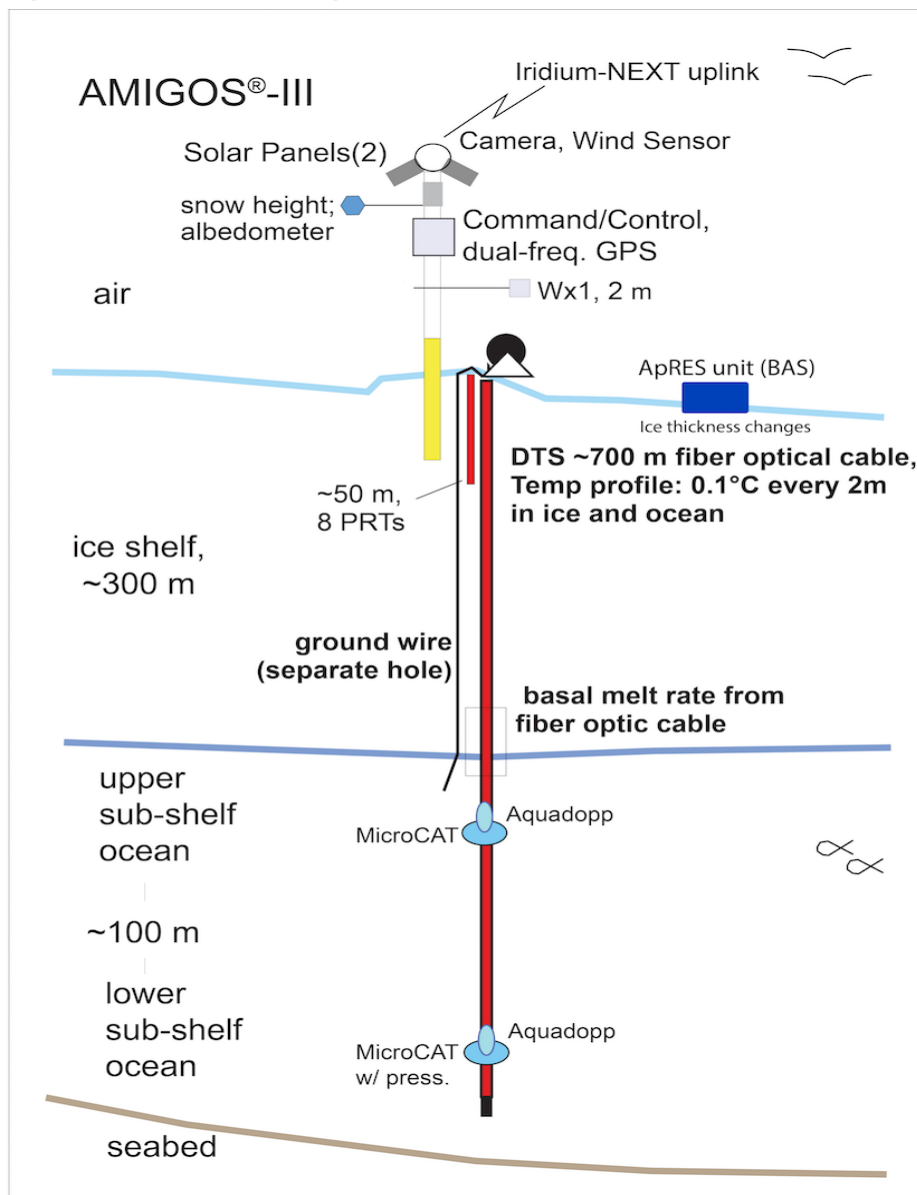 AMIGOS®-III
Iridium-NEXT uplink
Camera, Wind Sensor
Solar Panels(2)
snow height;
albedometer
Command/Control,
dual-freq. GPS
air
Wx1, 2 m
ApRES unit (BAS)
Ice thickness changes
DTS ~700 m fiber optical cable,
Temp profile: 0.1°C every 2m
in ice and ocean
~50 m,
8 PRTs
ice shelf,
~300 m
ground wire
(separate hole)
basal melt rate from
fiber optic cable
upper
sub-shelf
ocean
Aquadopp
MicroCAT
~100 m
lower
sub-shelf
ocean
Aquadopp
MicroCAT
w/ press.
seabed